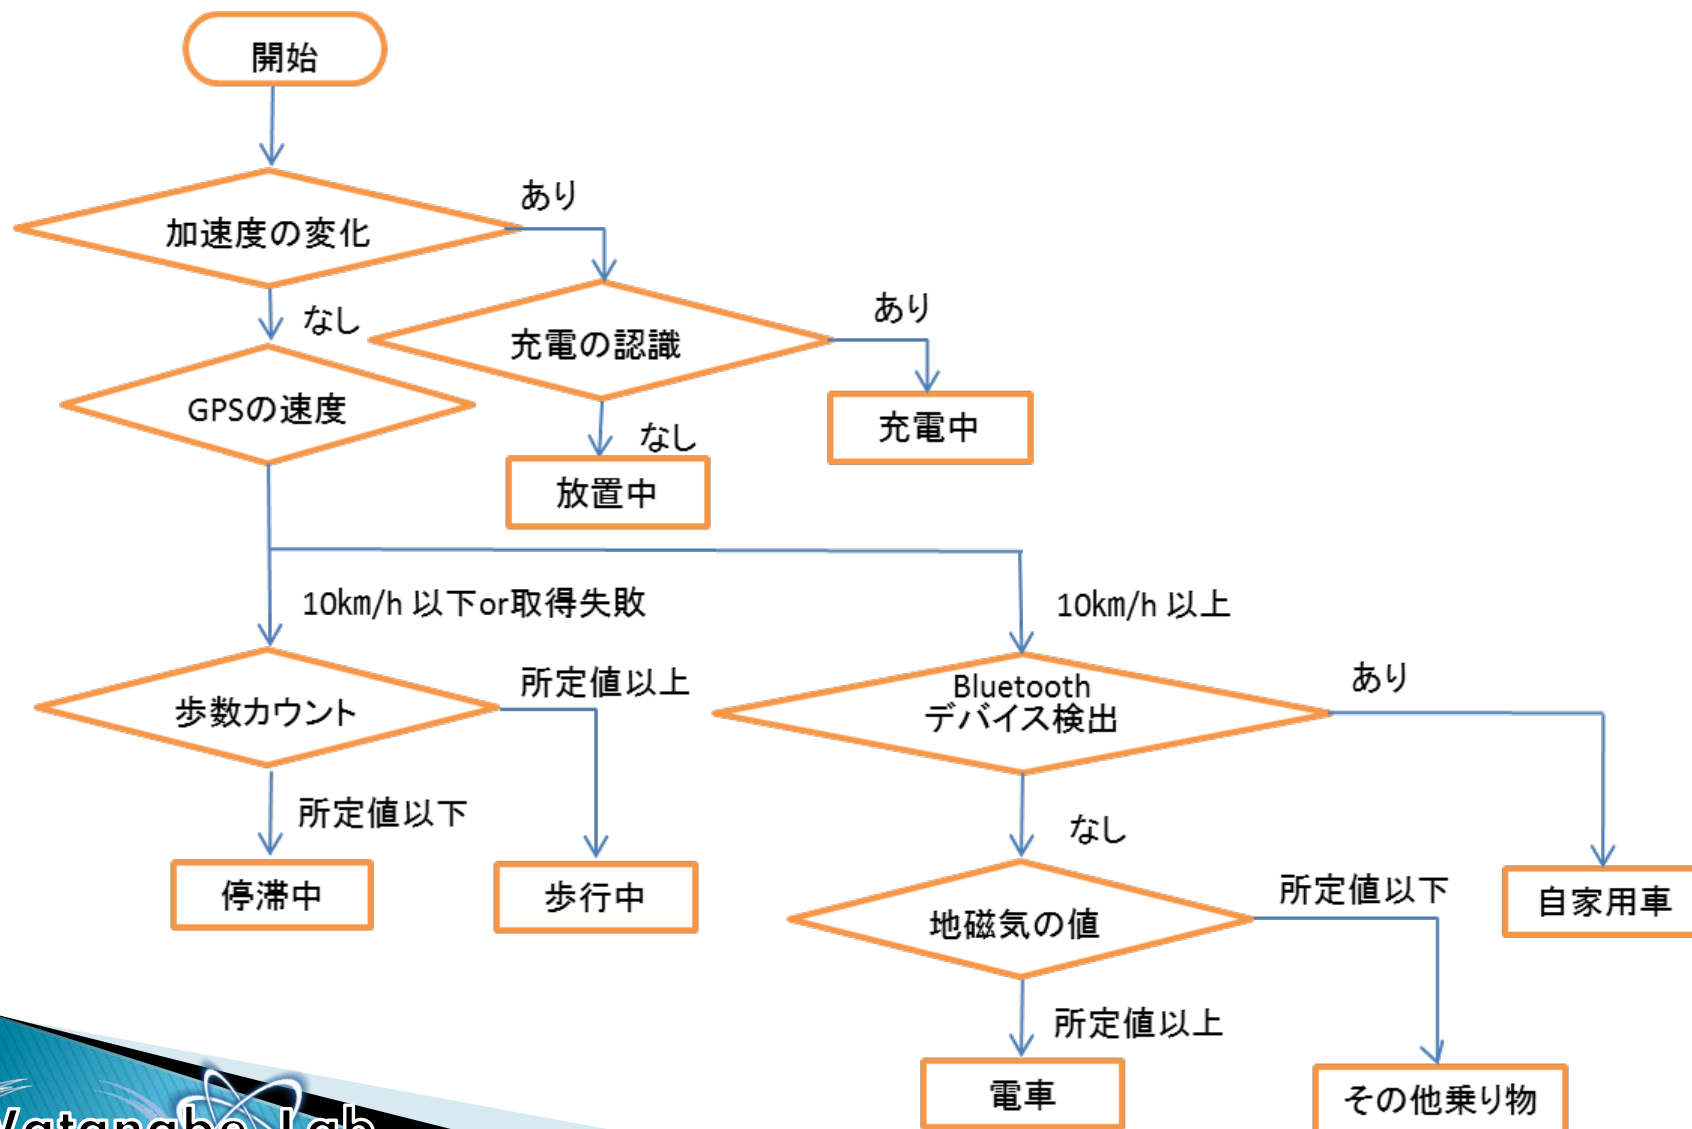 開始
加速度の変化
あり
なし
充電の認識
あり
GPSの速度
充電中
なし
放置中
10km/h 以下or取得失敗
10km/h 以上
歩数カウント
所定値以上
Bluetooth
デバイス検出
あり
所定値以下
なし
停滞中
歩行中
地磁気の値
所定値以下
自家用車
所定値以上
電車
その他乗り物
Watanabe Lab